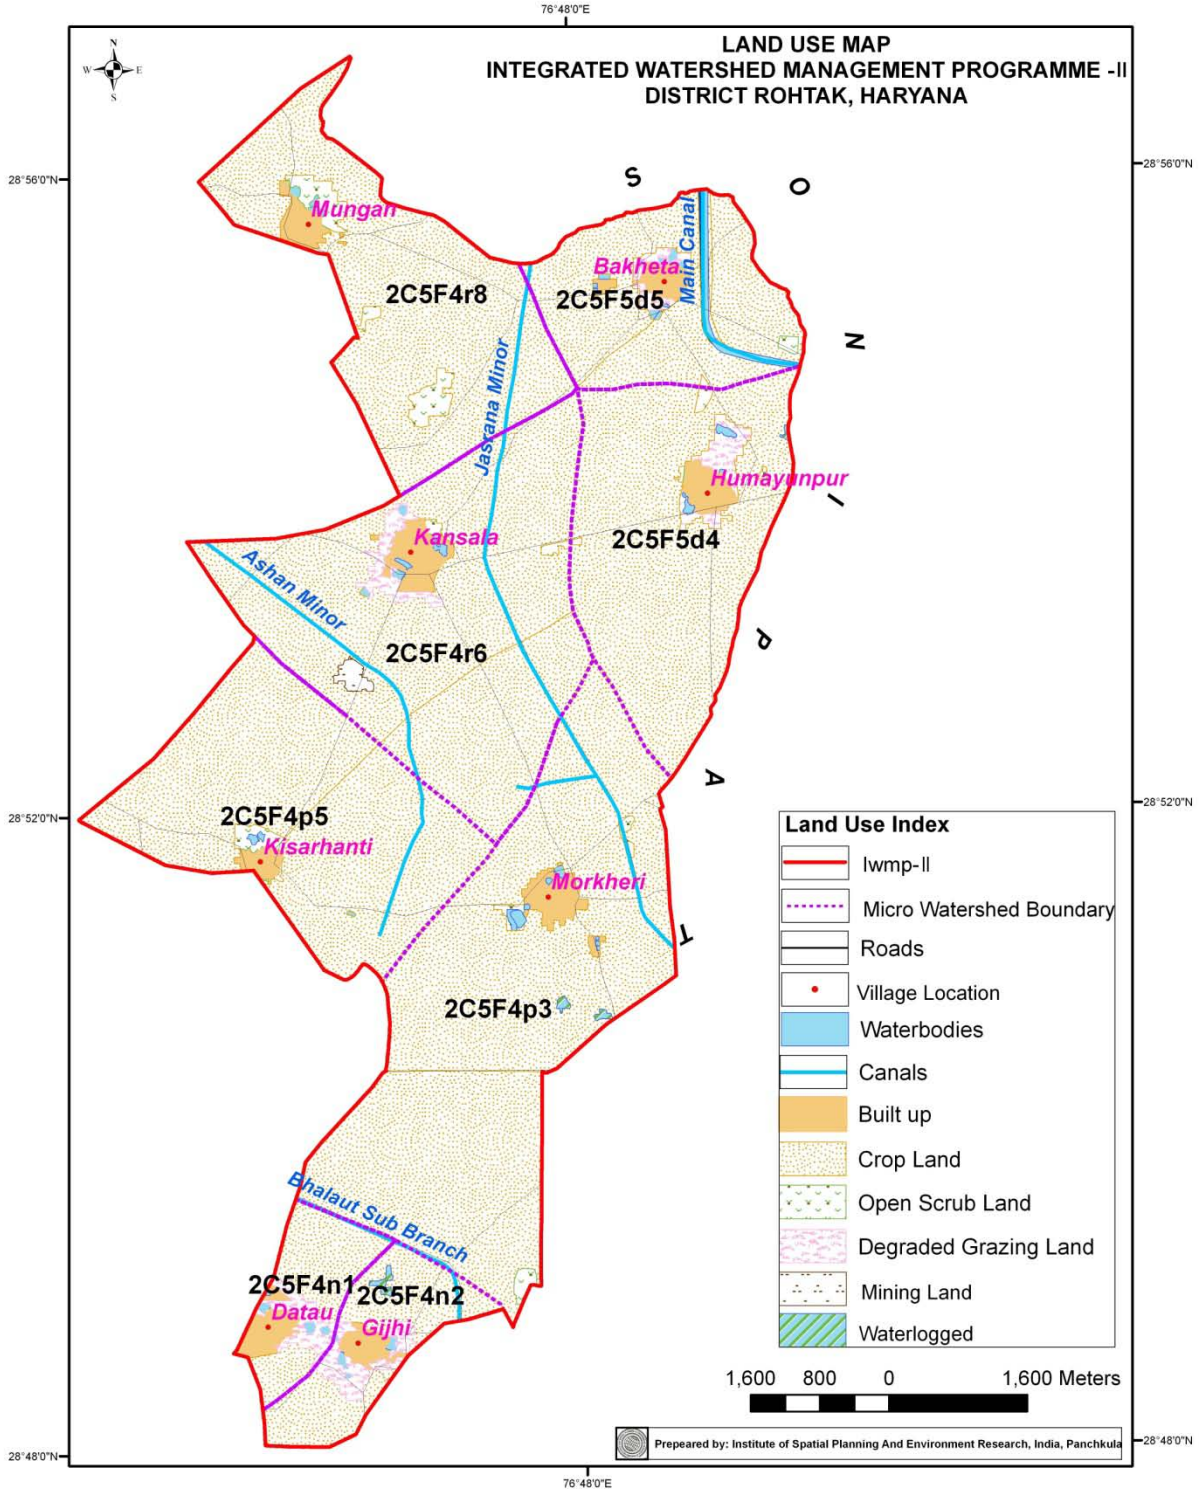 76°48'0"E
LAND USE MAP
INTEGRATED WATERSHED MANAGEMENT PROGRAMME -II
DISTRICT ROHTAK, HARYANA
N
W E
S
28°56'0"N
28°56'0"N
S O N I P A T
Mungan
Bakheta
Main Canal
2C5F4r8
2C5F5d5
Jasrana Minor
Humayunpur
Kansala
2C5F5d4
Ashan Minor
2C5F4r6
28°52'0"N
28°52'0"N
2C5F4p5
Kisarhanti
Morkheri
2C5F4p3
Bhalaut Sub Branch
2C5F4n1
2C5F4n2
Datau
Gijhi
Land Use Index
Iwmp-II
Micro Watershed Boundary
Roads
Village Location
Waterbodies
Canals
Built up
Crop Land
Open Scrub Land
Degraded Grazing Land
Mining Land
Waterlogged
1,600 800 0 1,600 Meters
Prepeared by: Institute of Spatial Planning And Environment Research, India, Panchkula
28°48'0"N
28°48'0"N
76°48'0"E